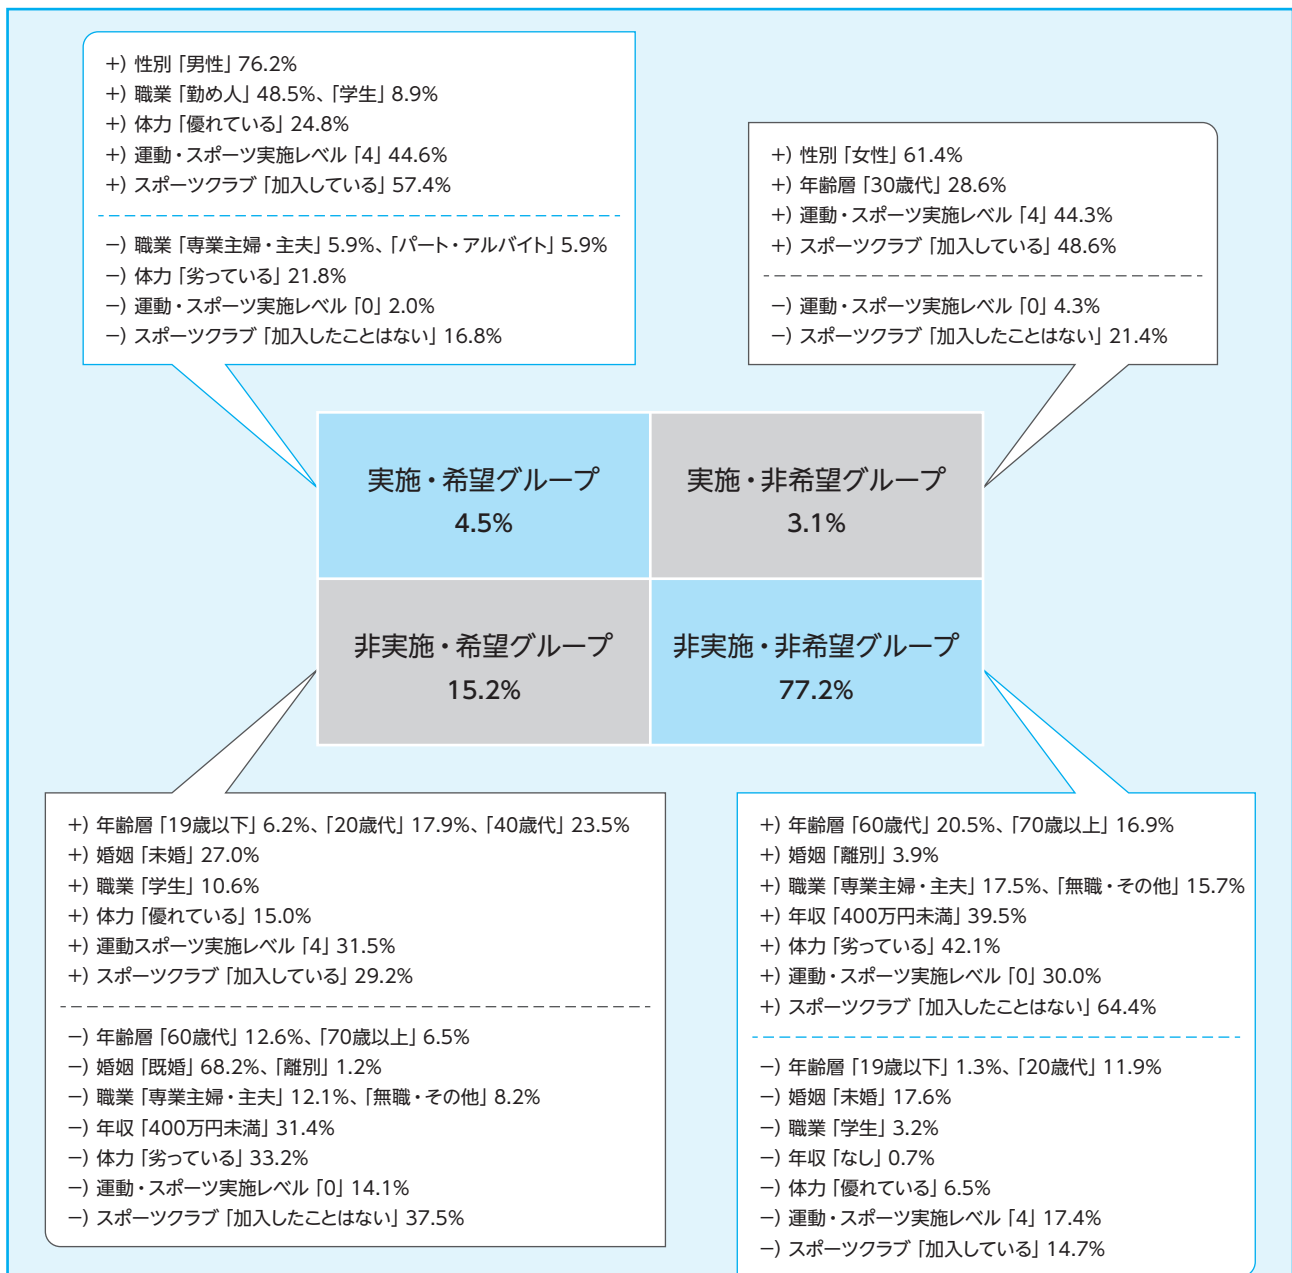 +）性別「男性」76.2%
+）職業「勤め人」48.5%、「学生」8.9%
+）体力「優れている」24.8%
+）運動・スポーツ実施レベル「4」44.6%
+）スポーツクラブ「加入している」57.4%
−）職業「専業主婦・主夫」5.9%、「パート・アルバイト」5.9%
−）体力「劣っている」21.8%
−）運動・スポーツ実施レベル「0」2.0%
−）スポーツクラブ「加入したことはない」16.8%
+）性別「女性」61.4%
+）年齢層「30歳代」28.6%
+）運動・スポーツ実施レベル「4」44.3%
+）スポーツクラブ「加入している」48.6%
−）運動・スポーツ実施レベル「0」4.3%
−）スポーツクラブ「加入したことはない」21.4%
実施・希望グループ
4.5%
実施・非希望グループ
3.1%
非実施・希望グループ
15.2%
非実施・非希望グループ
77.2%
+）年齢層「19歳以下」6.2%、「20歳代」17.9%、「40歳代」23.5%
+）婚姻「未婚」27.0%
+）職業「学生」10.6%
+）体力「優れている」15.0%
+）運動スポーツ実施レベル「4」31.5%
+）スポーツクラブ「加入している」29.2%
−）年齢層「60歳代」12.6%、「70歳以上」6.5%
−）婚姻「既婚」68.2%、「離別」1.2%
−）職業「専業主婦・主夫」12.1%、「無職・その他」8.2%
−）年収「400万円未満」31.4%
−）体力「劣っている」33.2%
−）運動・スポーツ実施レベル「0」14.1%
−）スポーツクラブ「加入したことはない」37.5%
+）年齢層「60歳代」20.5%、「70歳以上」16.9%
+）婚姻「離別」3.9%
+）職業「専業主婦・主夫」17.5%、「無職・その他」15.7%
+）年収「400万円未満」39.5%
+）体力「劣っている」42.1%
+）運動・スポーツ実施レベル「0」30.0%
+）スポーツクラブ「加入したことはない」64.4%
−）年齢層「19歳以下」1.3%、「20歳代」11.9%
−）婚姻「未婚」17.6%
−）職業「学生」3.2%
−）年収「なし」0.7%
−）体力「優れている」6.5%
−）運動・スポーツ実施レベル「4」17.4%
−）スポーツクラブ「加入している」14.7%